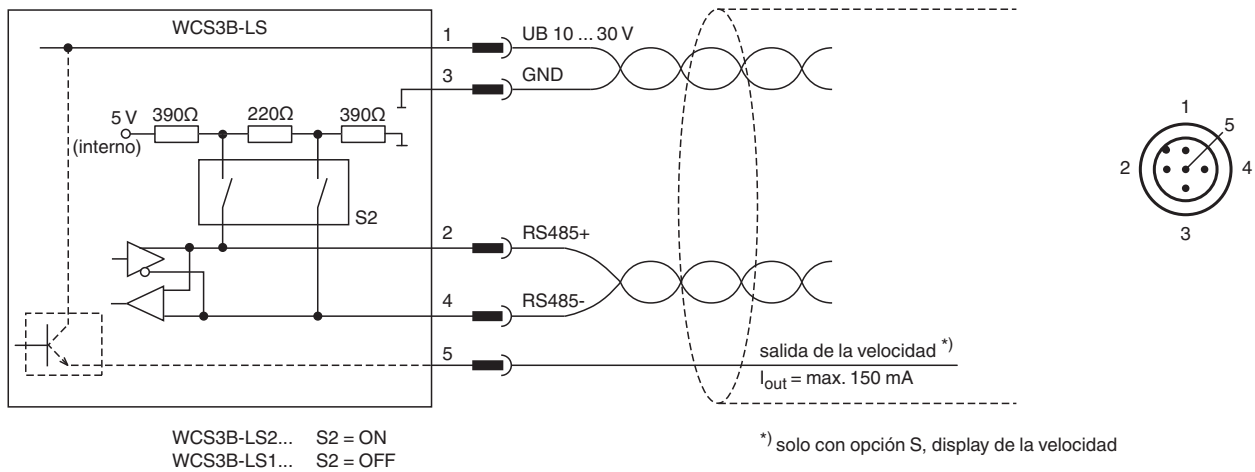 WCS3B-LS
1
UB 10 ... 30 V
3
GND
5 V
(interno)
390Ω
220Ω
390Ω
S2
2
RS485+
4
RS485-
5
salida de la velocidad *)
Iout = max. 150 mA
1
5
2
4
3
WCS3B-LS2... S2 = ON
WCS3B-LS1... S2 = OFF
*) solo con opción S, display de la velocidad